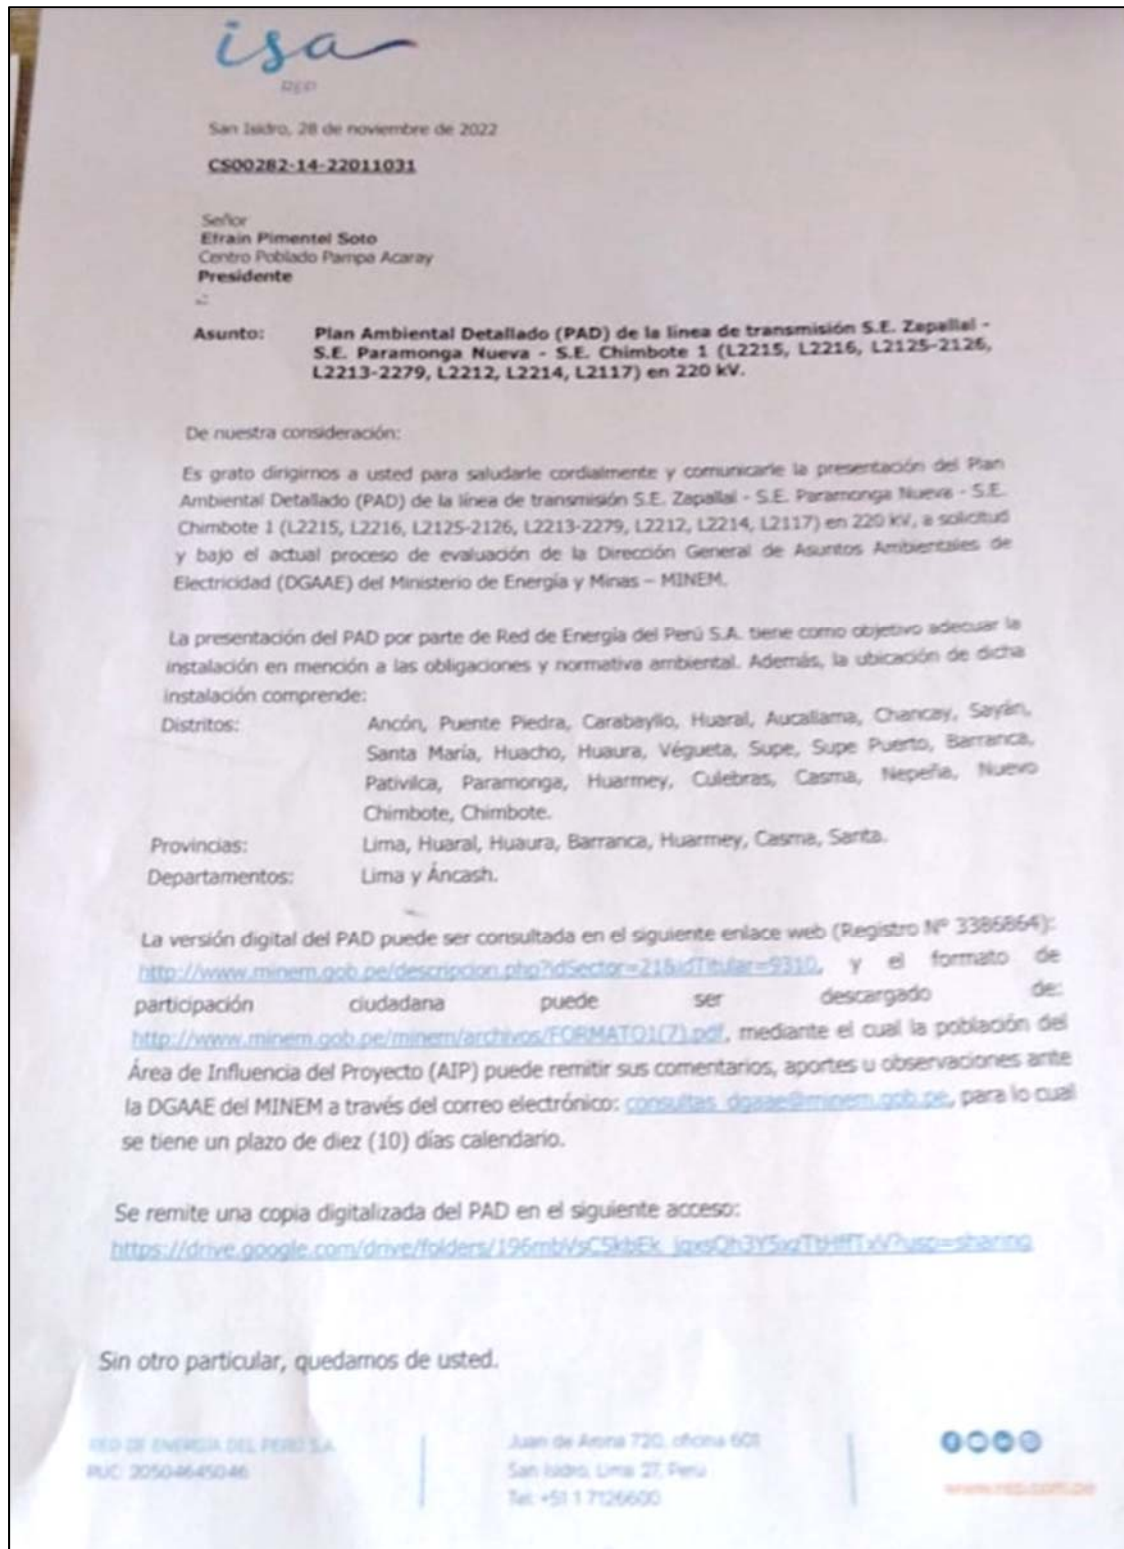 isa
REP
San Isidro, 28 de noviembre de 2022
CS00282-14-22011031
Señor
Efraín Pimentel Soto
Centro Poblado Pampa Acaray
Presidente
Asunto: Plan Ambiental Detallado (PAD) de la línea de transmisión S.E. Zapallal -
S.E. Paramonga Nueva - S.E. Chimbote 1 (L2215, L2216, L2125-2126,
L2213-2279, L2212, L2214, L2117) en 220 kV.
De nuestra consideración:
Es grato dirigirnos a usted para saludarle cordialmente y comunicarle la presentación del Plan
Ambiental Detallado (PAD) de la línea de transmisión S.E. Zapallal - S.E. Paramonga Nueva - S.E.
Chimbote 1 (L2215, L2216, L2125-2126, L2213-2279, L2212, L2214, L2117) en 220 kV, a solicitud
y bajo el actual proceso de evaluación de la Dirección General de Asuntos Ambientales de
Electricidad (DGAAE) del Ministerio de Energía y Minas – MINEM.
La presentación del PAD por parte de Red de Energía del Perú S.A. tiene como objetivo adecuar la
instalación en mención a las obligaciones y normativa ambiental. Además, la ubicación de dicha
instalación comprende:
Distritos: Ancón, Puente Piedra, Carabayllo, Huaral, Aucallama, Chancay, Sayán,
Santa María, Huacho, Huaura, Végueta, Supe, Supe Puerto, Barranca,
Pativilca, Paramonga, Huarmey, Culebras, Casma, Nepeña, Nuevo
Chimbote, Chimbote.
Provincias: Lima, Huaral, Huaura, Barranca, Huarmey, Casma, Santa.
Departamentos: Lima y Áncash.
La versión digital del PAD puede ser consultada en el siguiente enlace web (Registro Nº 3386864):
http://www.minem.gob.pe/descripcion.php?idSector=21&idTitular=9310, y el formato de
participación ciudadana puede ser descargado de:
http://www.minem.gob.pe/minem/archivos/FORMATO1(7).pdf, mediante el cual la población del
Área de Influencia del Proyecto (AIP) puede remitir sus comentarios, aportes u observaciones ante
la DGAAE del MINEM a través del correo electrónico: consultas_dgaae@minem.gob.pe, para lo cual
se tiene un plazo de diez (10) días calendario.
Se remite una copia digitalizada del PAD en el siguiente acceso:
Sin otro particular, quedamos de usted.
RED DE ENERGÍA DEL PERÚ S.A.
RUC: 20504645046
Juan de Arona 720, oficina 601
San Isidro, Lima 27, Perú
Tel: +51 1 7126600
www.rep.com.pe